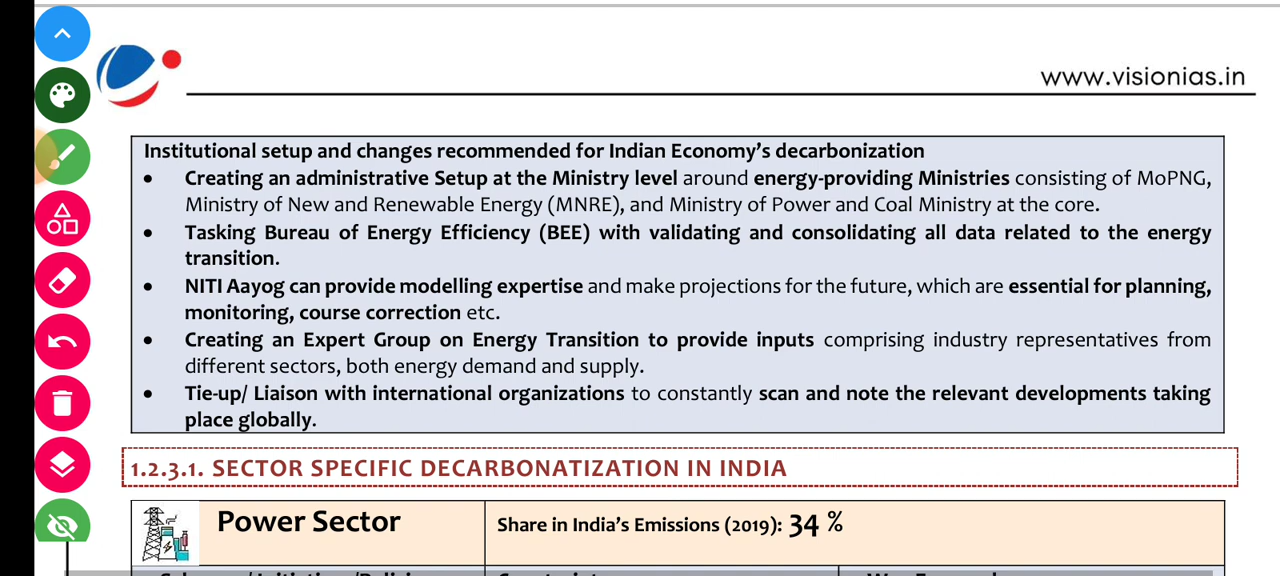 www.visionias.in
Institutional setup and changes recommended for Indian Economy's decarbonization
• Creating an administrative Setup at the Ministry level around energy-providing Ministries consisting of MoPNG,
Ministry of New and Renewable Energy (MNRE), and Ministry of Power and Coal Ministry at the core.
• Tasking Bureau of Energy Efficiency (BEE) with validating and consolidating all data related to the energy
transition.
• NITI Aayog can provide modelling expertise and make projections for the future, which are essential for planning,
monitoring, course correction etc.
• Creating an Expert Group on Energy Transition to provide inputs comprising industry representatives from
different sectors, both energy demand and supply.
• Tie-up/ Liaison with international organizations to constantly scan and note the relevant developments taking
place globally.
1.2.3.1. SECTOR SPECIFIC DECARBONATIZATION IN INDIA
Power Sector
Share in India's Emissions (2019): 34 %